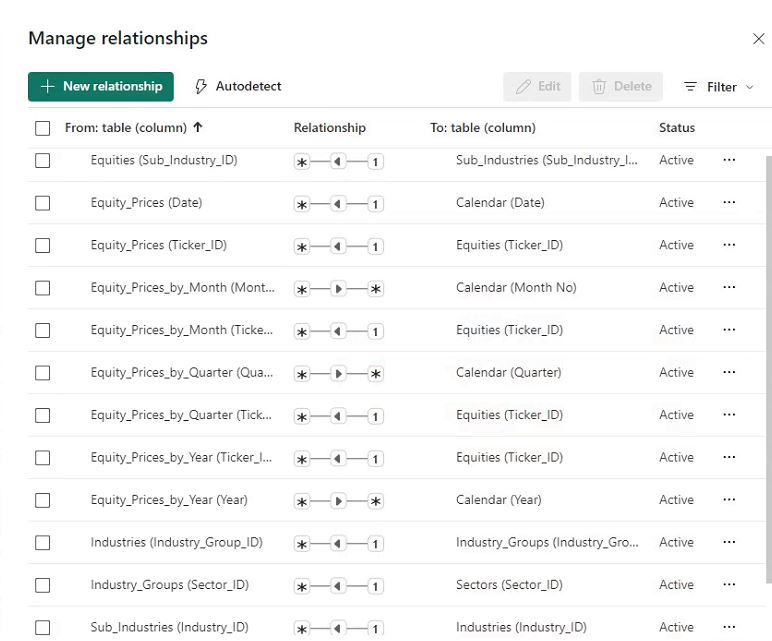 Manage relationships
New relationship Autodetect Edit Delete Filter
From: table (column) ↑ Relationship To: table (column) Status
Equities (Sub_Industry_ID) * 1 Sub_Industries (Sub_Industry_I... Active ...
Equity_Prices (Date) * 1 Calendar (Date) Active ...
Equity_Prices (Ticker_ID) * 1 Equities (Ticker_ID) Active ...
Equity_Prices_by_Month (Mont... * * Calendar (Month No) Active ...
Equity_Prices_by_Month (Ticke... * 1 Equities (Ticker_ID) Active ...
Equity_Prices_by_Quarter (Qua... * * Calendar (Quarter) Active ...
Equity_Prices_by_Quarter (Tick... * 1 Equities (Ticker_ID) Active ...
Equity_Prices_by_Year (Ticker_I... * 1 Equities (Ticker_ID) Active ...
Equity_Prices_by_Year (Year) * * Calendar (Year) Active ...
Industries (Industry_Group_ID) * 1 Industry_Groups (Industry_Gro... Active ...
Industry_Groups (Sector_ID) * 1 Sectors (Sector_ID) Active ...
Sub_Industries (Industry_ID) * 1 Industries (Industry_ID) Active ...